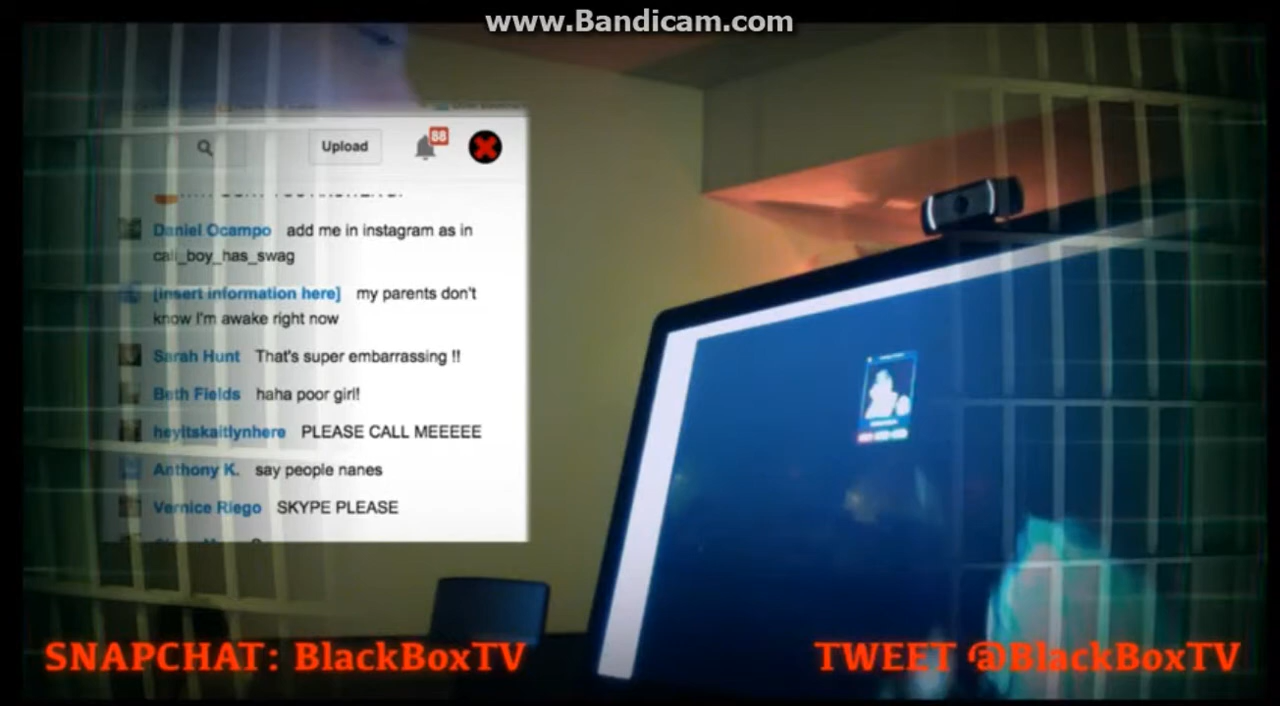 www.Bandicam.com
Upload
88
Daniel Ocampo add me in instagram as in
cali_boy_has_swag
[insert information here] my parents don't
know I'm awake right now
Sarah Hunt That's super embarrassing !!
Beth Fields haha poor girl!
heyitskaitlynhere PLEASE CALL MEEEEE
Anthony K. say people nanes
Vernice Riego SKYPE PLEASE
SNAPCHAT: BlackBoxTV
TWEET @BlackBoxTV